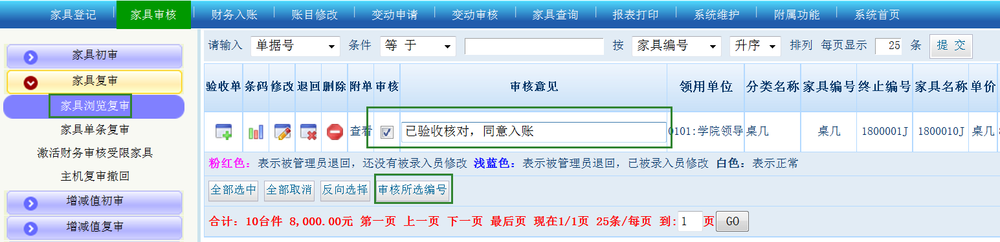 家具登记 家具审核 财务入账 账目修改 变动申请 变动审核 家具查询 报表打印 系统维护 附属功能 系统首页
家具初审
家具复审
家具浏览复审
家具单条复审
激活财务审核受限家具
主机复审撤回
增减值初审
增减值复审
请输入 单据号 条件 等 于 按 家具编号 升序 排列 每页显示 25 条 提 交
验收单 条码 修改 退回 删除 附单 审核 审核意见 领用单位 分类名称 家具编号 终止编号 家具名称 单价
查看 已验收核对，同意入账 0101:学院领导 桌几 桌几 1800001J 1800010J 桌几
粉红色：表示被管理员退回，还没有被录入员修改 浅蓝色：表示被管理员退回，已被录入员修改 白色：表示正常
全部选中 全部取消 反向选择 审核所选编号
合计：10台件 8,000.00元 第一页 上一页 下一页 最后页 现在1/1页 25条/每页 到:1 页 GO